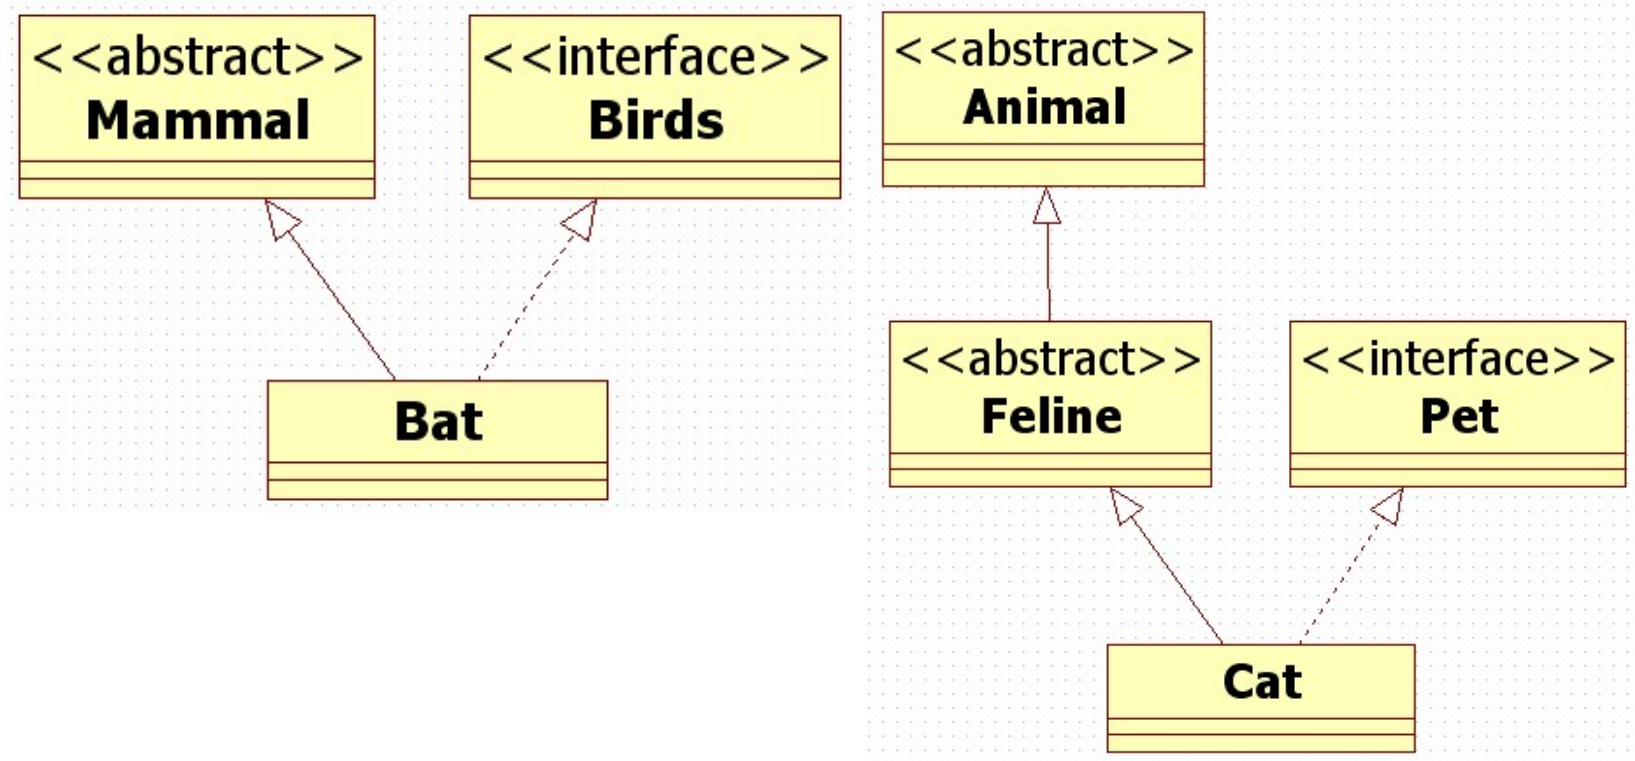 <<abstract>>
Mammal
<<interface>>
Birds
Bat
<<abstract>>
Animal
<<abstract>>
Feline
<<interface>>
Pet
Cat